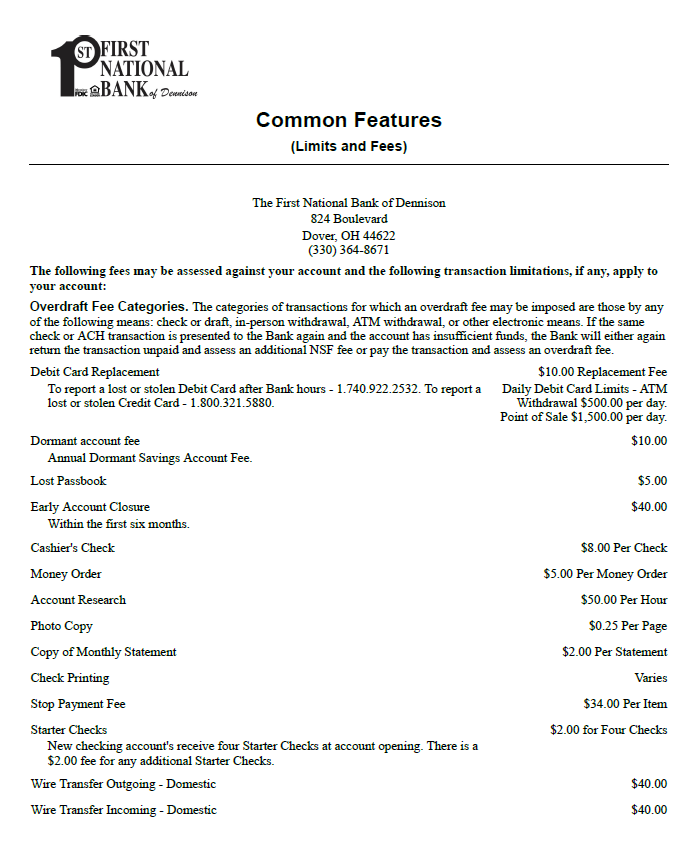 1ST FIRST
NATIONAL
BANK of Dennison
Member
FDIC
Common Features
(Limits and Fees)
The First National Bank of Dennison
824 Boulevard
Dover, OH 44622
(330) 364-8671
The following fees may be assessed against your account and the following transaction limitations, if any, apply to
your account:
Overdraft Fee Categories. The categories of transactions for which an overdraft fee may be imposed are those by any
of the following means: check or draft, in-person withdrawal, ATM withdrawal, or other electronic means. If the same
check or ACH transaction is presented to the Bank again and the account has insufficient funds, the Bank will either again
return the transaction unpaid and assess an additional NSF fee or pay the transaction and assess an overdraft fee.
Debit Card Replacement $10.00 Replacement Fee
To report a lost or stolen Debit Card after Bank hours - 1.740.922.2532. To report a Daily Debit Card Limits - ATM
lost or stolen Credit Card - 1.800.321.5880. Withdrawal $500.00 per day.
Point of Sale $1,500.00 per day.
Dormant account fee $10.00
Annual Dormant Savings Account Fee.
Lost Passbook $5.00
Early Account Closure $40.00
Within the first six months.
Cashier's Check $8.00 Per Check
Money Order $5.00 Per Money Order
Account Research $50.00 Per Hour
Photo Copy $0.25 Per Page
Copy of Monthly Statement $2.00 Per Statement
Check Printing Varies
Stop Payment Fee $34.00 Per Item
Starter Checks $2.00 for Four Checks
New checking account's receive four Starter Checks at account opening. There is a
$2.00 fee for any additional Starter Checks.
Wire Transfer Outgoing - Domestic $40.00
Wire Transfer Incoming - Domestic $40.00